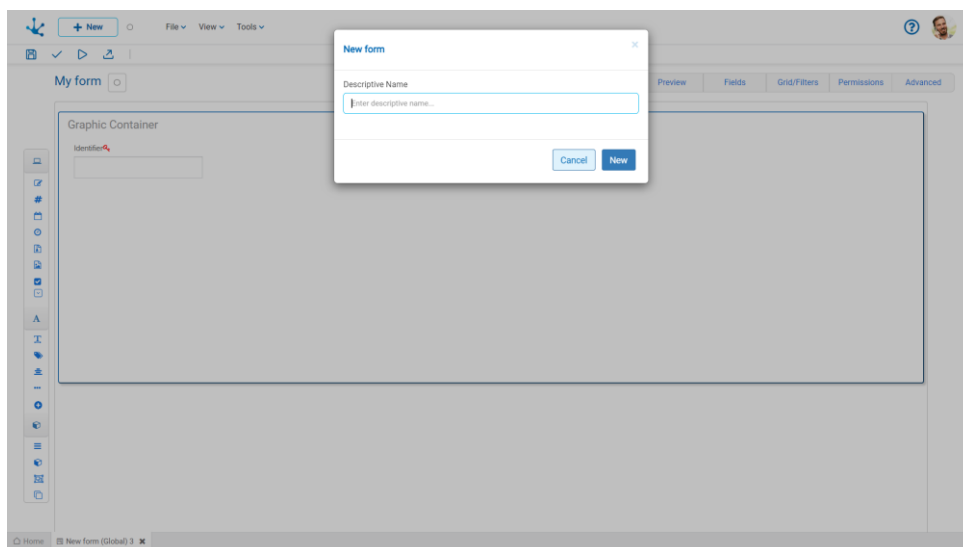 + New File View Tools
New form ×
Descriptive Name
Enter descriptive name...
Cancel New
My form Preview Fields Grid/Filters Permissions Advanced
Graphic Container
Identifier
Home New form (Global) 3 ✖